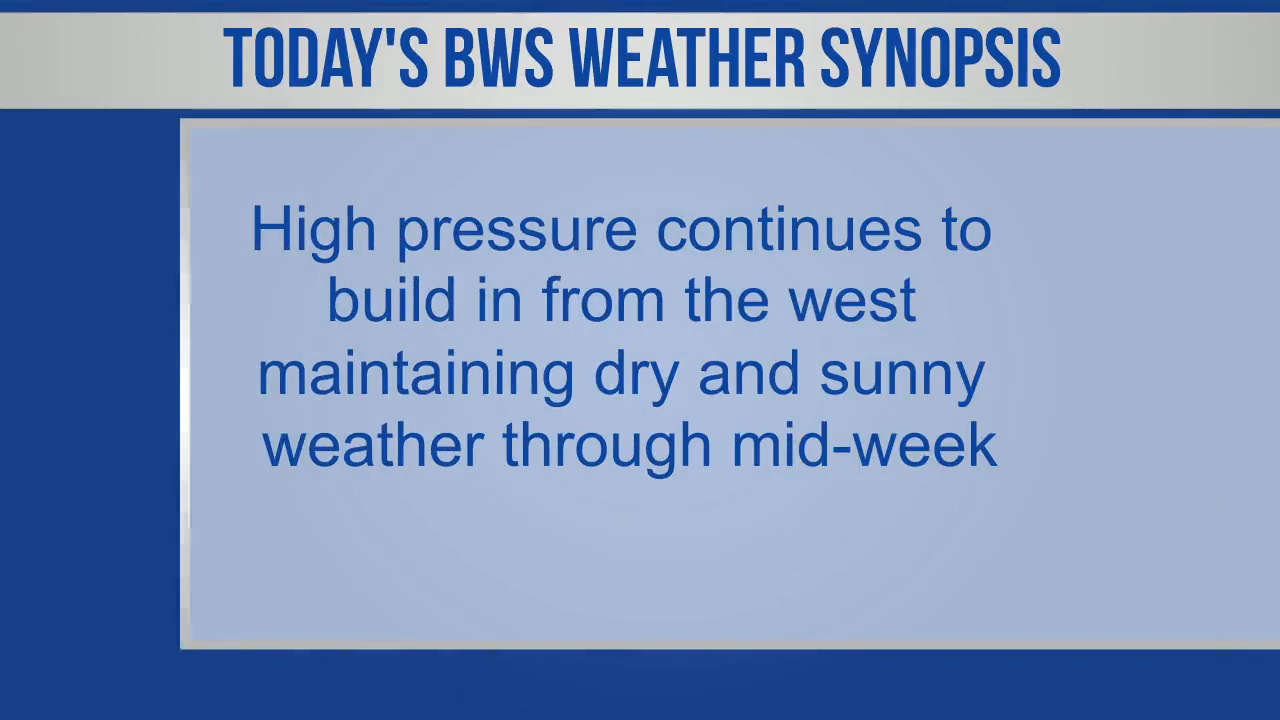 TODAY'S BWS WEATHER SYNOPSIS
High pressure continues to
build in from the west
maintaining dry and sunny
weather through mid-week